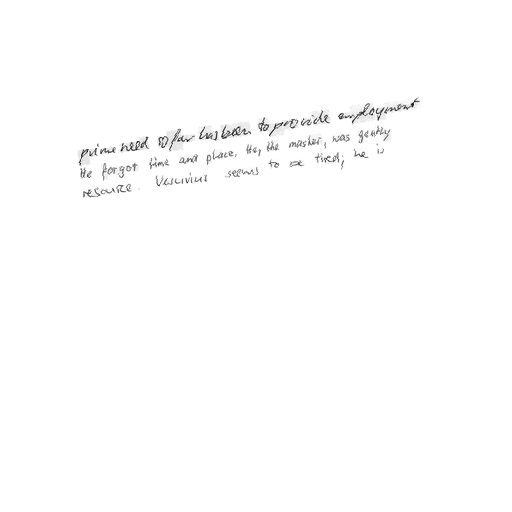 prime need so far has been to provide employment
He forgot time and place. He, the master, was gently
resource. Vesuvius seems to be tired; he is